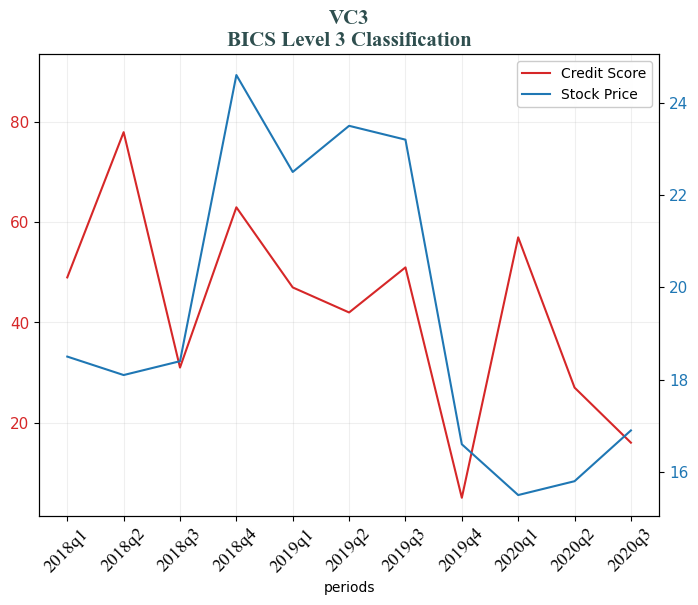 VC3
BICS Level 3 Classification
Credit Score
Stock Price
80
60
40
20
24
22
20
18
16
2018q1
2018q2
2018q3
2018q4
2019q1
2019q2
2019q3
2019q4
2020q1
2020q2
2020q3
periods